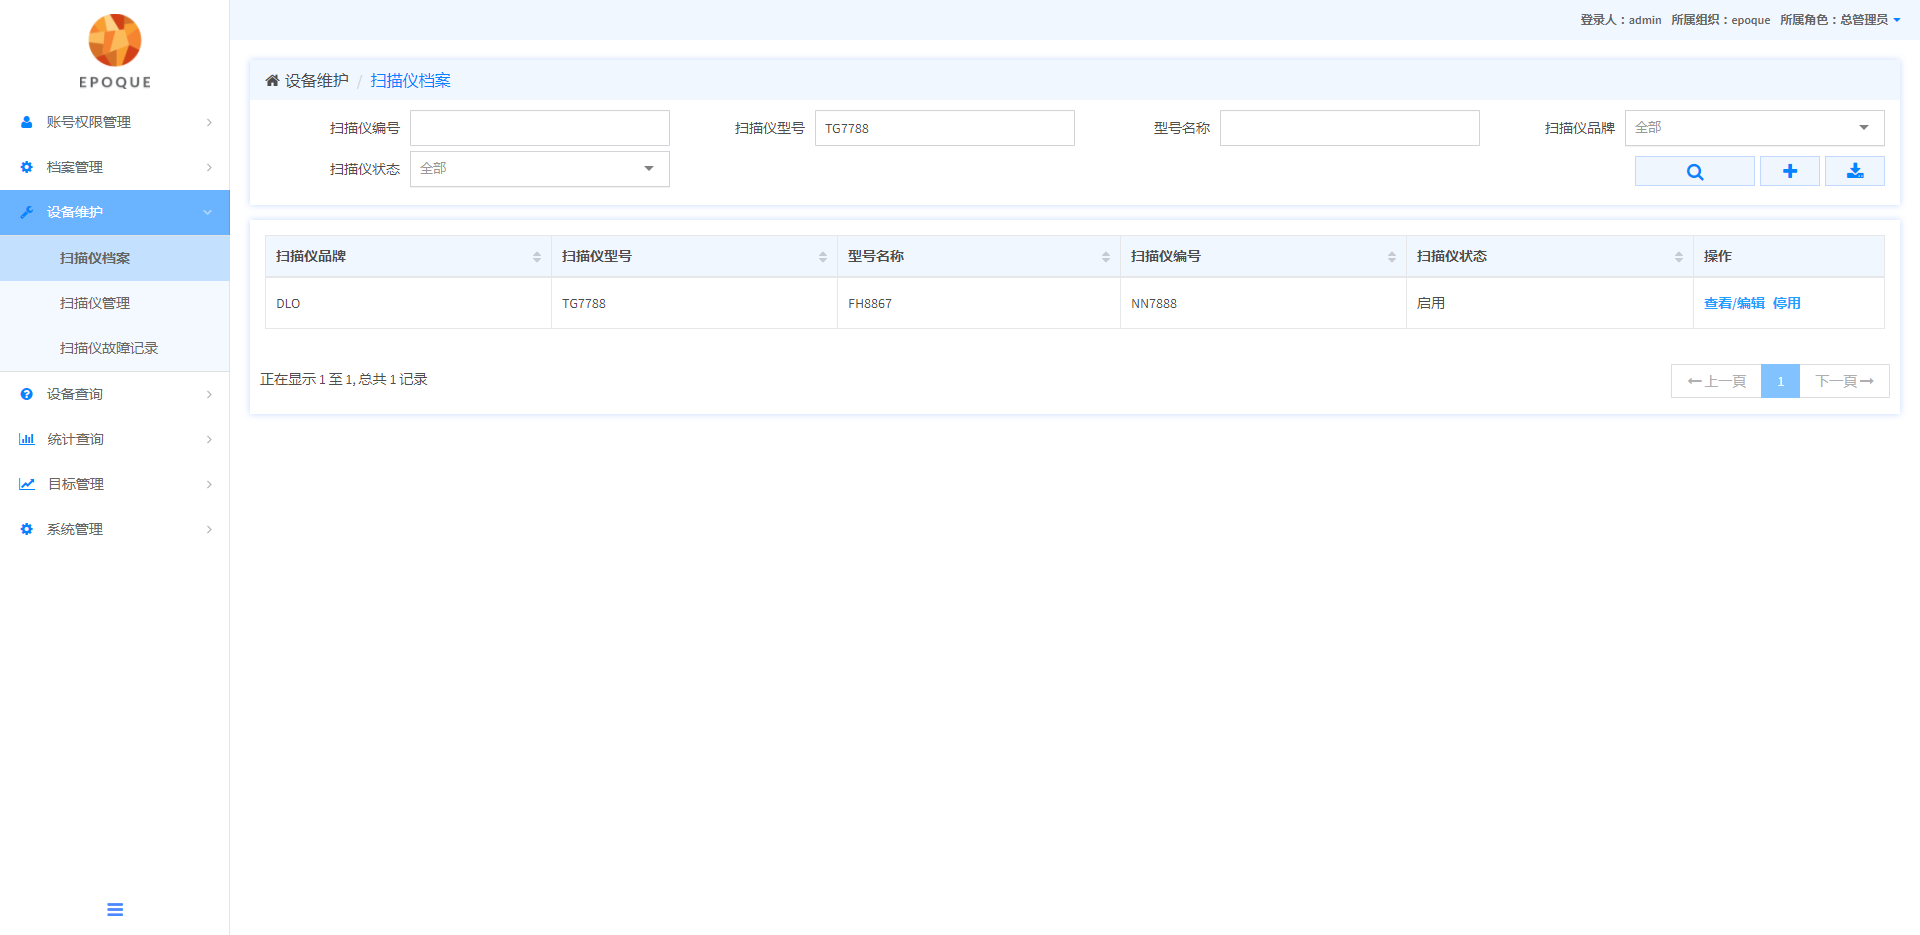 EPOQUE
登录人：admin 所属组织：epoque 所属角色：总管理员
账号权限管理
档案管理
设备维护
扫描仪档案
扫描仪管理
扫描仪故障记录
设备查询
统计查询
目标管理
系统管理
设备维护 / 扫描仪档案
扫描仪编号 扫描仪型号 TG7788 型号名称 扫描仪品牌 全部
扫描仪状态 全部
扫描仪品牌 扫描仪型号 型号名称 扫描仪编号 扫描仪状态 操作
DLO TG7788 FH8867 NN7888 启用 查看/编辑 停用
正在显示 1 至 1, 总共 1 记录
←上一頁 1 下一頁→